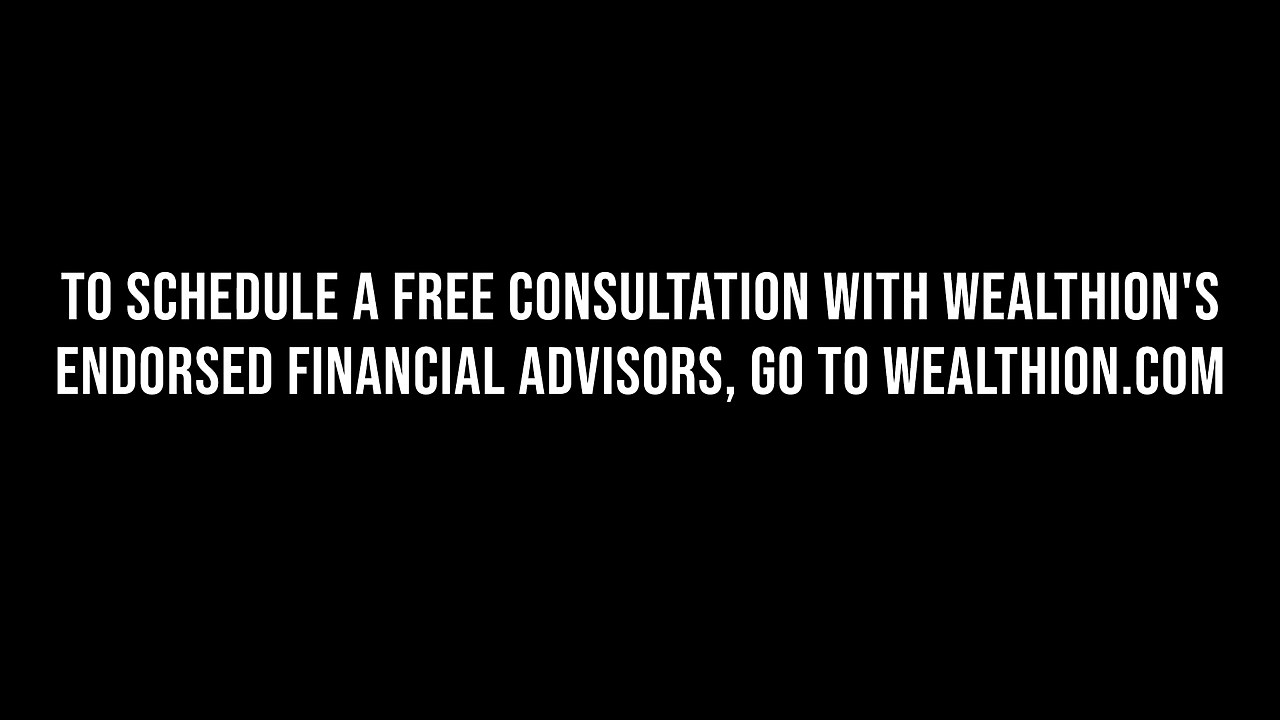 TO SCHEDULE A FREE CONSULTATION WITH WEALTHION'S
ENDORSED FINANCIAL ADVISORS, GO TO WEALTHION.COM